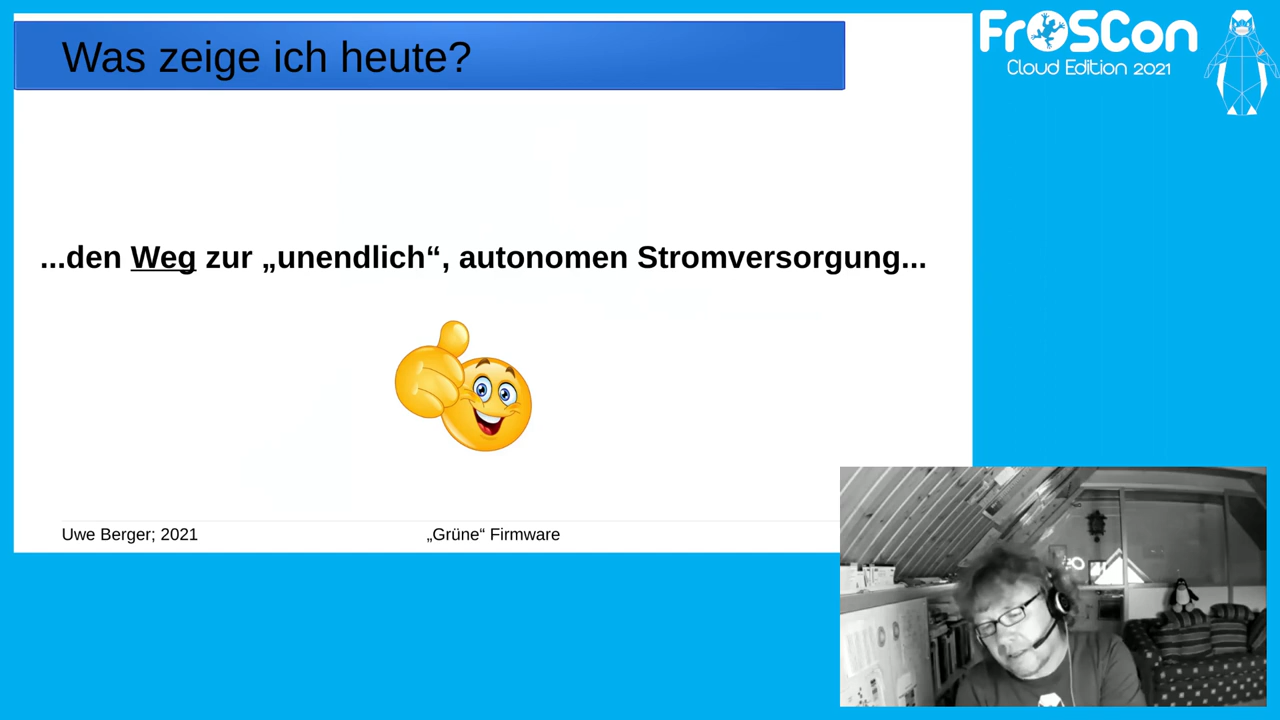 Was zeige ich heute?
FrOSCon
Cloud Edition 2021
...den Weg zur „unendlich“, autonomen Stromversorgung...
Uwe Berger; 2021
„Grüne“ Firmware